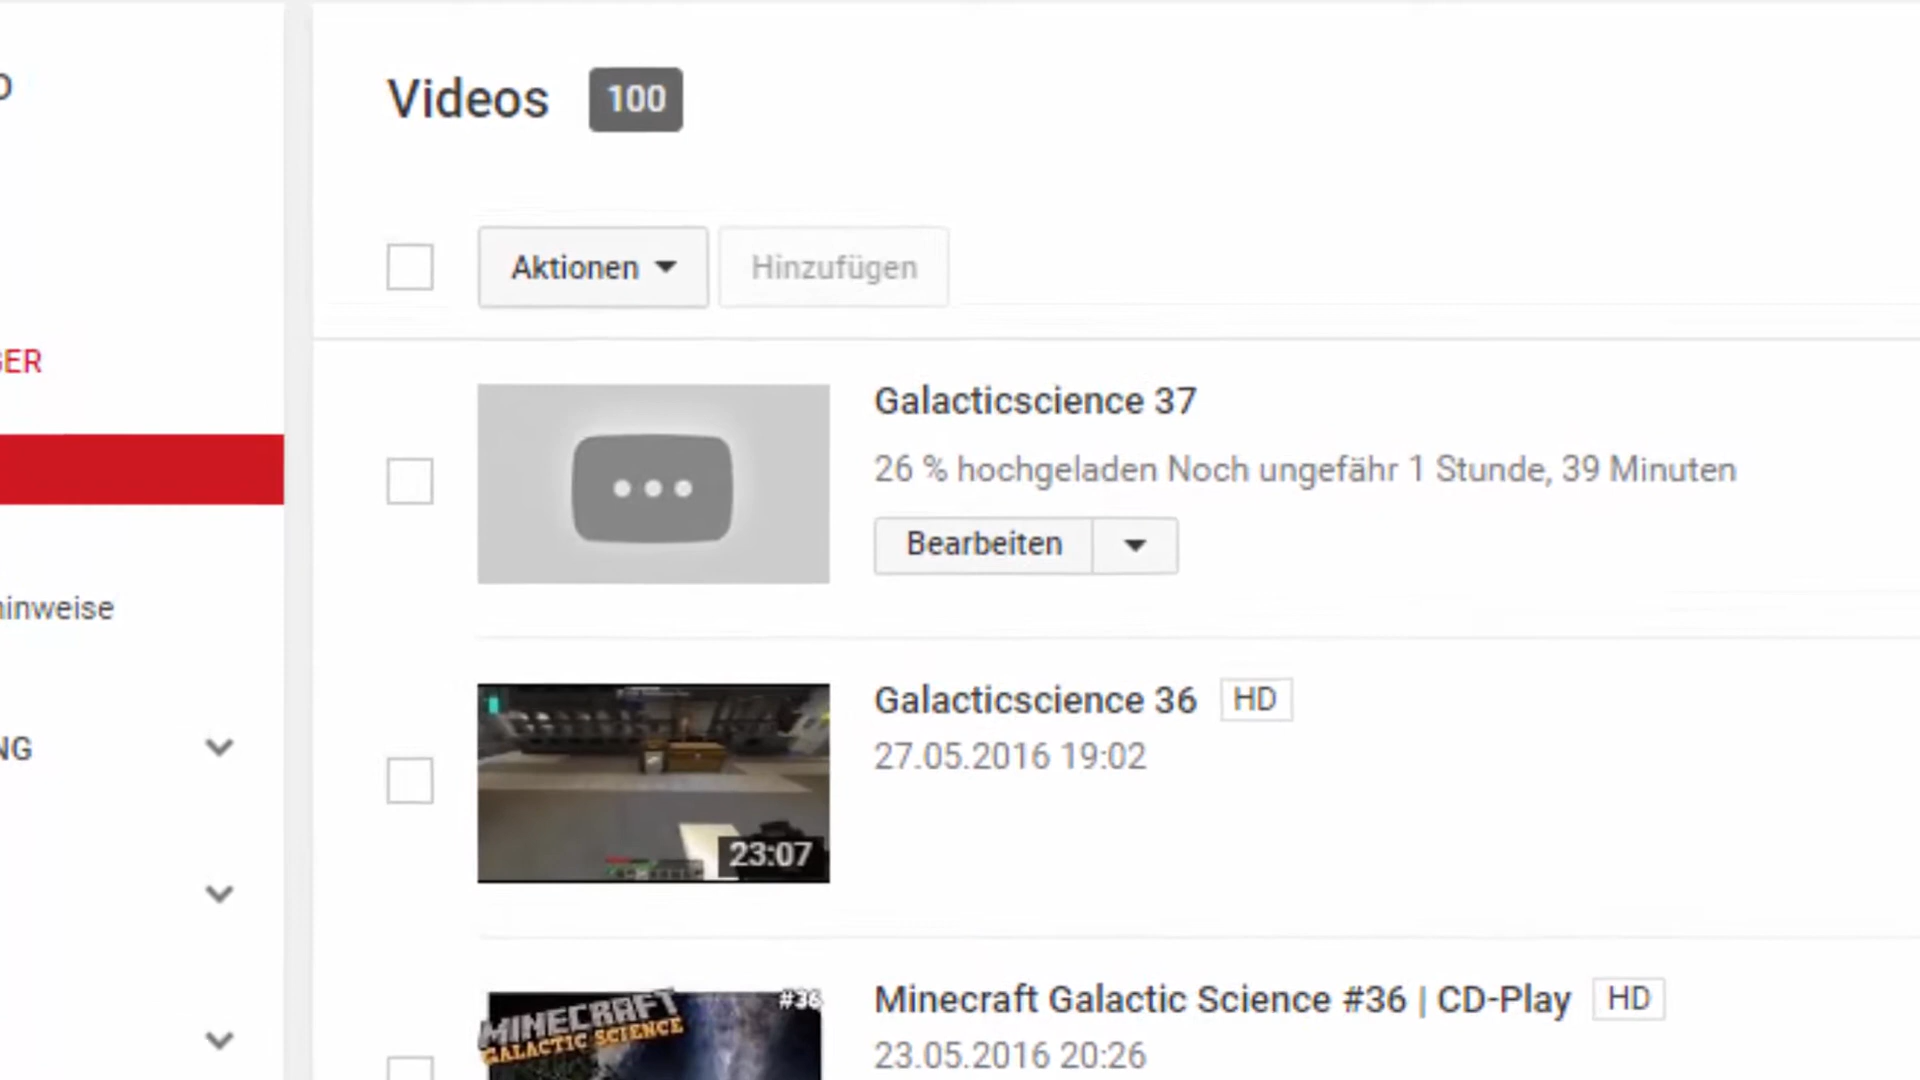 Videos 100
Aktionen Hinzufügen
GER
Galacticscience 37
26 % hochgeladen Noch ungefähr 1 Stunde, 39 Minuten
Bearbeiten
hinweise
Galacticscience 36 HD
27.05.2016 19:02
NG
23:07
Minecraft Galactic Science #36 | CD-Play HD
23.05.2016 20:26
#36
MINECRAFT
GALACTIC SCIENCE